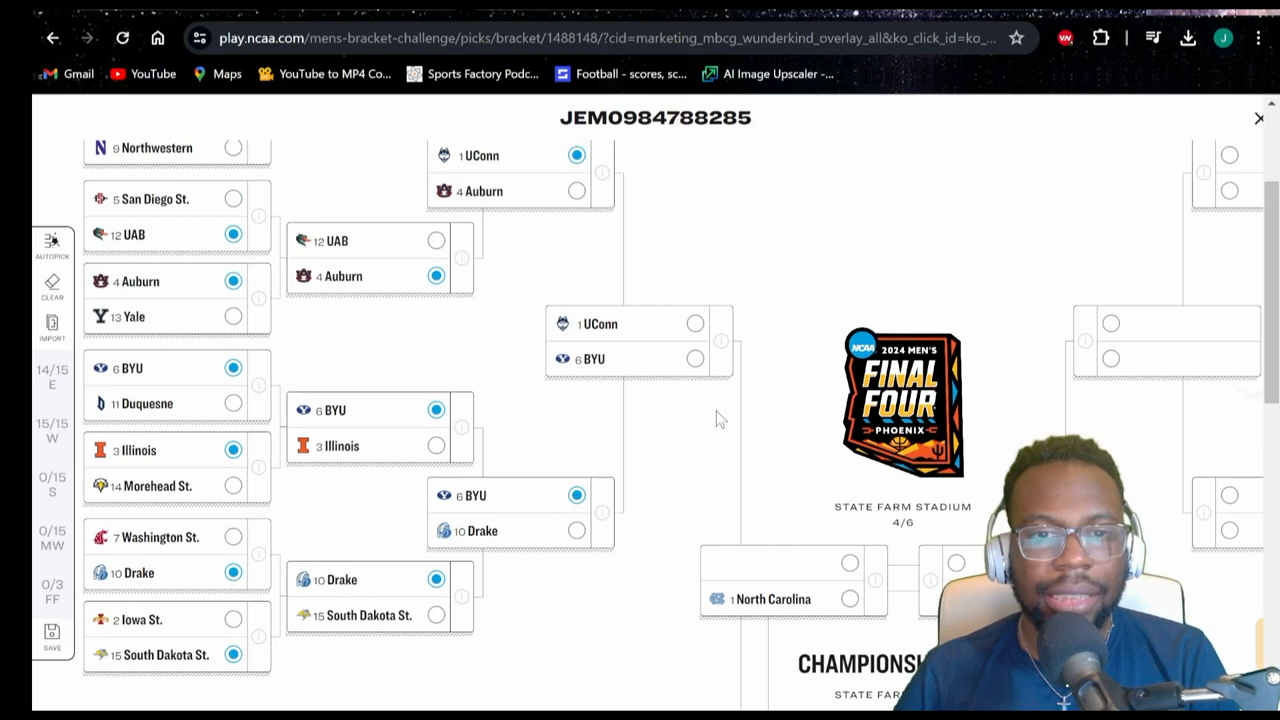 play.ncaa.com/mens-bracket-challenge/picks/bracket/1488148/?cid=marketing_mbcg_wunderkind_overlay_all&ko_click_id=ko_...
VN
J
Gmail
YouTube
Maps
YouTube to MP4 Co...
Sports Factory Podc...
Football - scores, sc...
AI Image Upscaler -...
JEM0984788285
9 Northwestern
5 San Diego St.
12 UAB
4 Auburn
13 Yale
6 BYU
11 Duquesne
3 Illinois
14 Morehead St.
7 Washington St.
10 Drake
2 Iowa St.
15 South Dakota St.
12 UAB
4 Auburn
6 BYU
3 Illinois
10 Drake
15 South Dakota St.
1 UConn
4 Auburn
6 BYU
10 Drake
1 UConn
6 BYU
1 North Carolina
AUTOPICK
CLEAR
IMPORT
14/15
E
15/15
W
0/15
S
0/15
MW
0/3
FF
SAVE
NCAA
2024 MEN'S
FINAL
FOUR
PHOENIX
STATE FARM STADIUM
4/6
CHAMPIONSH
STATE FAR